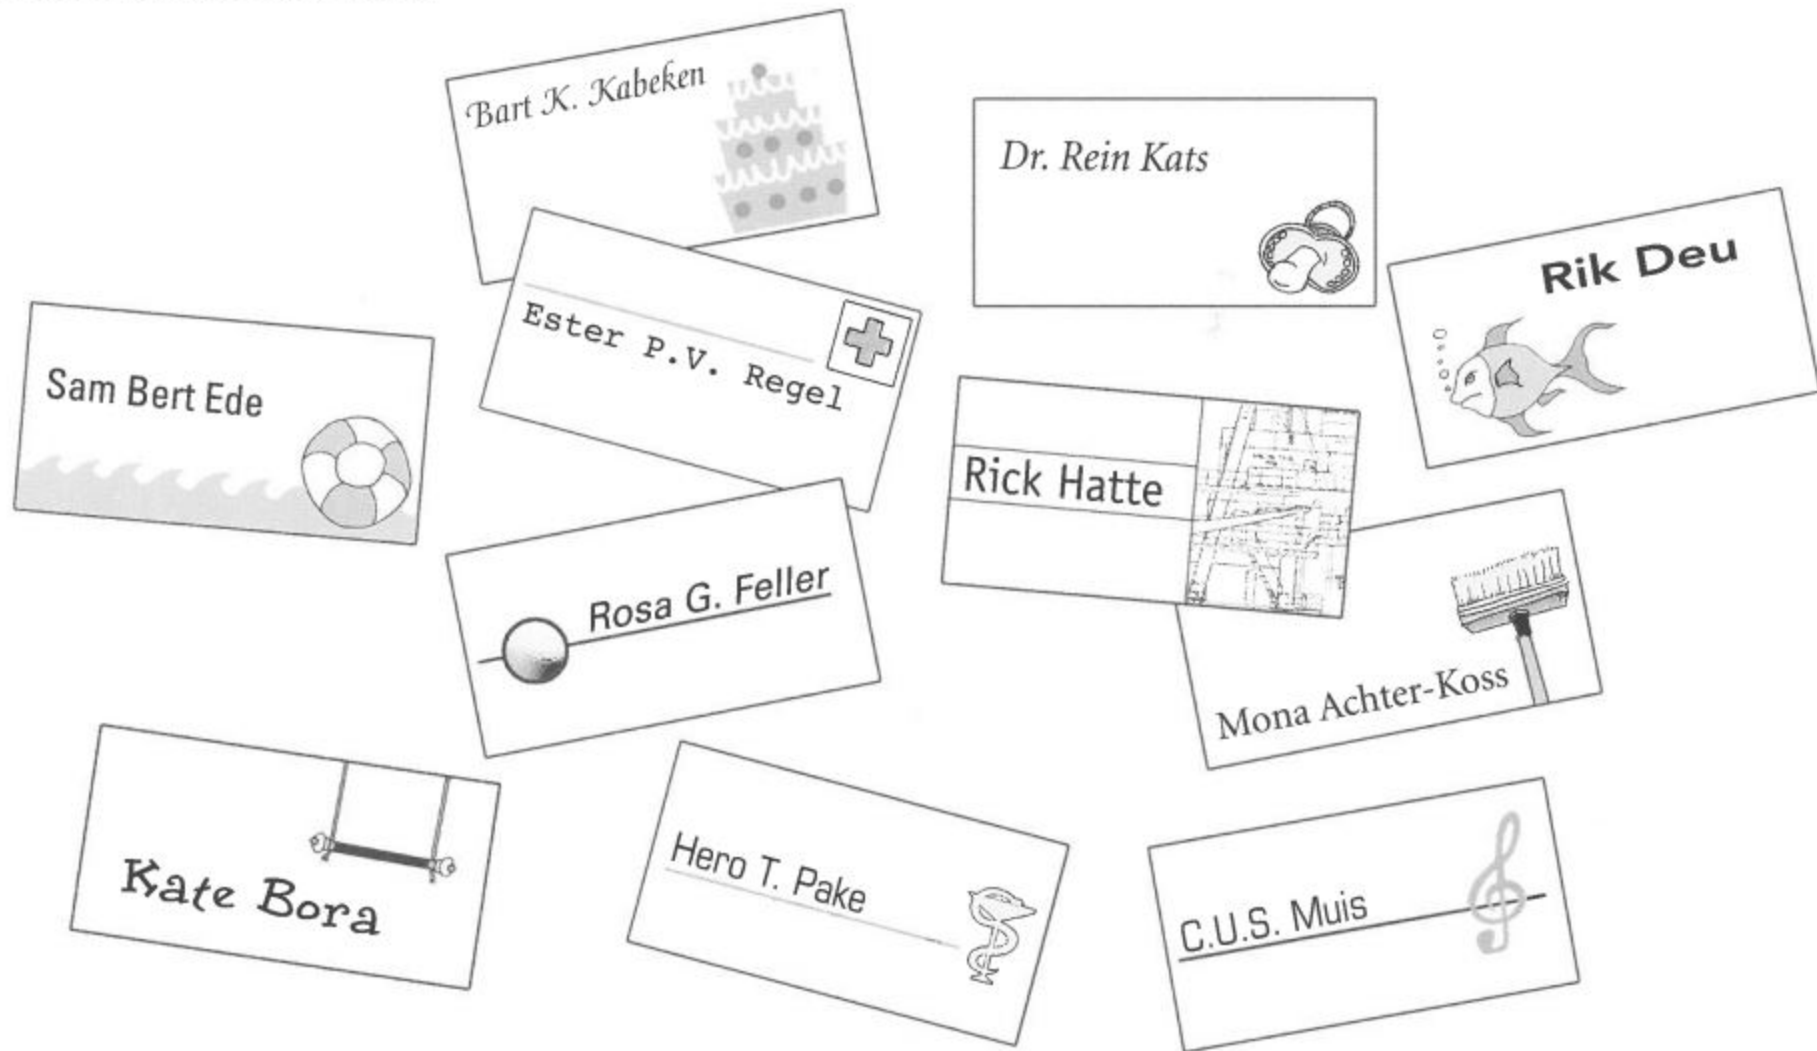 Bart K. Kabeken
Dr. Rein Kats
Rik Deu
Ester P.V. Regel
Sam Bert Ede
Rick Hatte
Rosa G. Feller
Mona Achter-Koss
Kate Bora
Hero T. Pake
C.U.S. Muis